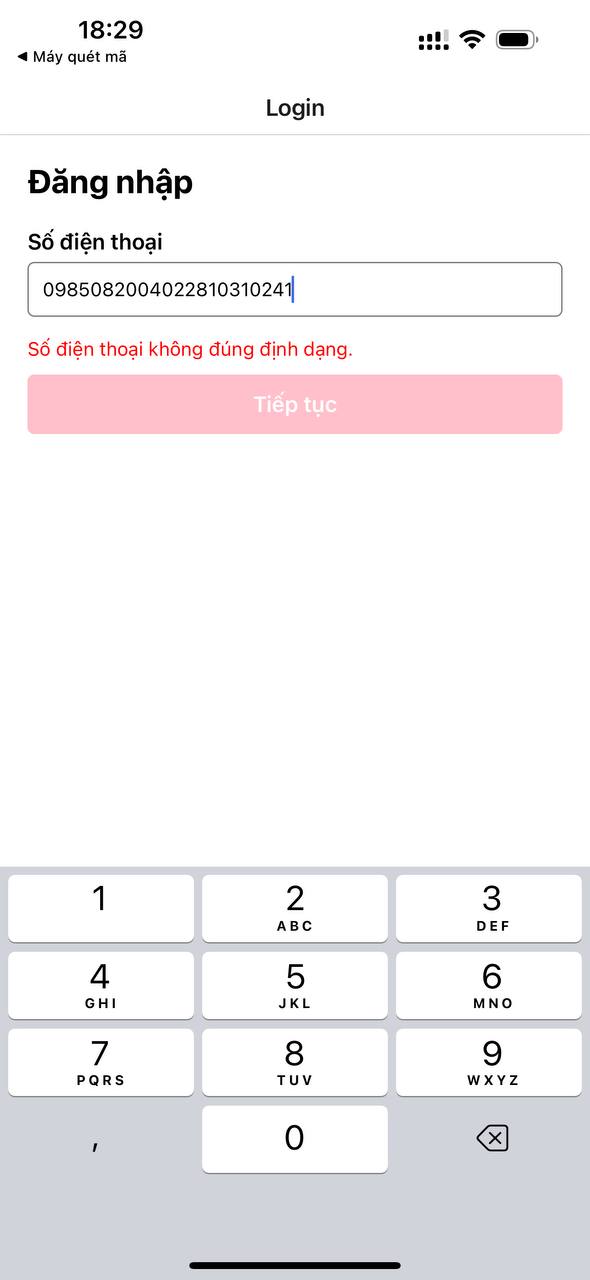 18:29
◀ Máy quét mã
Login
Đăng nhập
Số điện thoại
0985082004022810310241
Số điện thoại không đúng định dạng.
Tiếp tục
1
2
ABC
3
DEF
4
GHI
5
JKL
6
MNO
7
PQRS
8
TUV
9
WXYZ
,
0